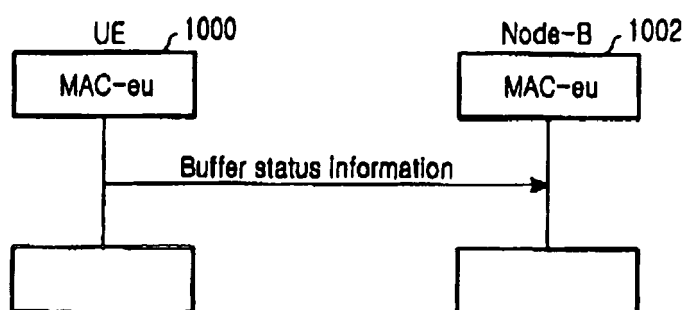 UE 1000
Node-B 1002
MAC-eu
MAC-eu
Buffer status information